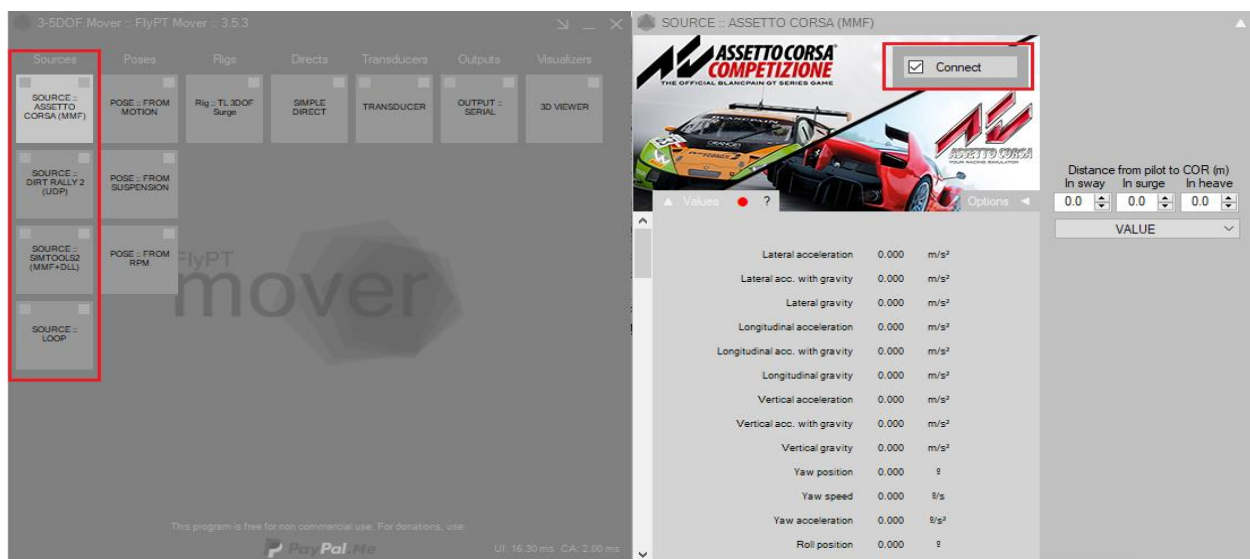 3-5DOF.Mover :: FlyPT Mover :: 3.5.3
Sources Poses Rigs Directs Transducers Outputs Visualizers
SOURCE ::
ASSETTO
CORSA (MMF)
POSE :: FROM
MOTION
Rig :: TL 3DOF
Surge
SIMPLE
DIRECT
TRANSDUCER
OUTPUT ::
SERIAL
3D VIEWER
SOURCE ::
DIRT RALLY 2
(UDP)
POSE :: FROM
SUSPENSION
SOURCE ::
SIMTOOLS2
(MMF+DLL)
POSE :: FROM
RPM
SOURCE ::
LOOP
FlyPT
mover
This program is free for non commercial use. For donations, use:
PayPal.Me
UI: 16.30 ms CA: 2.00 ms
SOURCE :: ASSETTO CORSA (MMF)
ASSETTO CORSA
COMPETIZIONE
THE OFFICIAL BLANCPAIN GT SERIES GAME
Connect
ASSETTO CORSA
YOUR RACING SIMULATOR
Values ? Options
Distance from pilot to COR (m)
In sway In surge In heave
0.0 0.0 0.0
VALUE
Lateral acceleration 0.000 m/s²
Lateral acc. with gravity 0.000 m/s²
Lateral gravity 0.000 m/s²
Longitudinal acceleration 0.000 m/s²
Longitudinal acc. with gravity 0.000 m/s²
Longitudinal gravity 0.000 m/s²
Vertical acceleration 0.000 m/s²
Vertical acc. with gravity 0.000 m/s²
Vertical gravity 0.000 m/s²
Yaw position 0.000 º
Yaw speed 0.000 º/s
Yaw acceleration 0.000 º/s²
Roll position 0.000 º